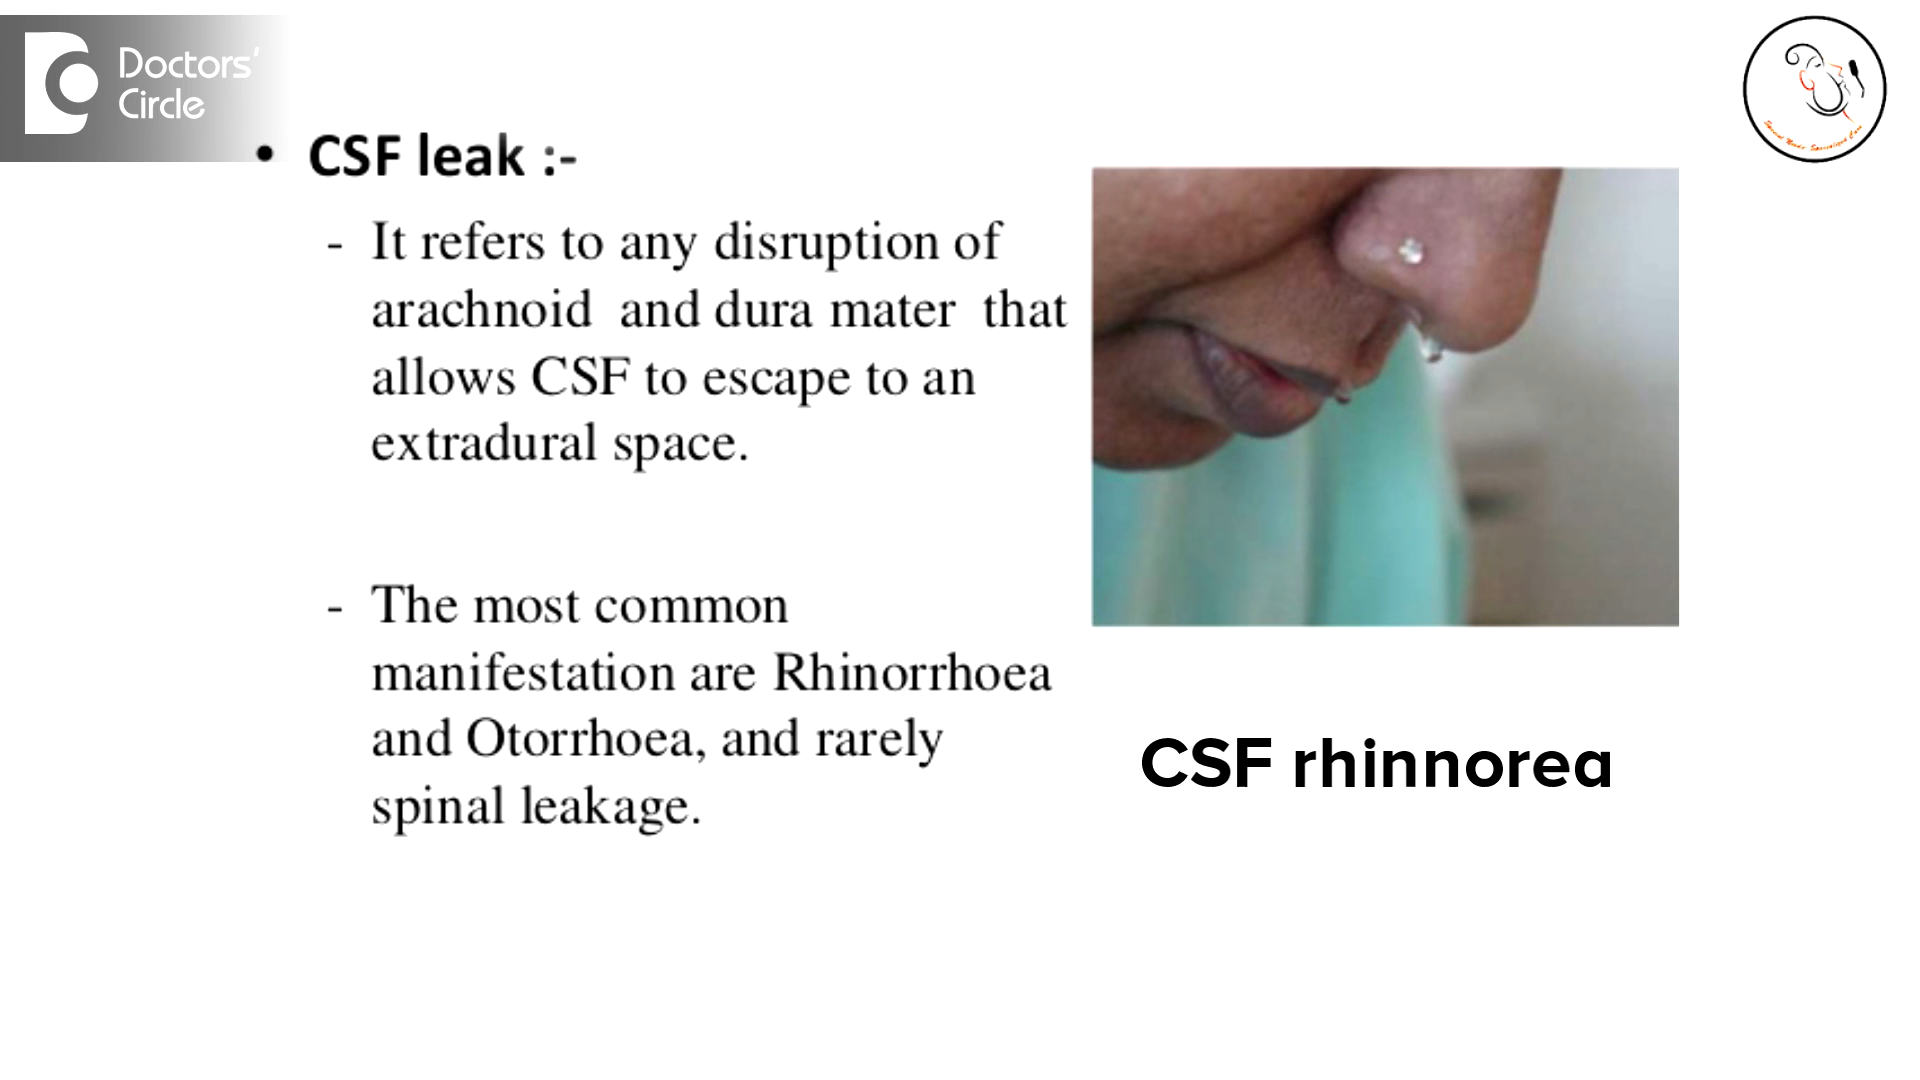 Doctors'
Circle
• CSF leak :-
- It refers to any disruption of
arachnoid and dura mater that
allows CSF to escape to an
extradural space.
- The most common
manifestation are Rhinorrhoea
and Otorrhoea, and rarely
spinal leakage.
CSF rhinnorea